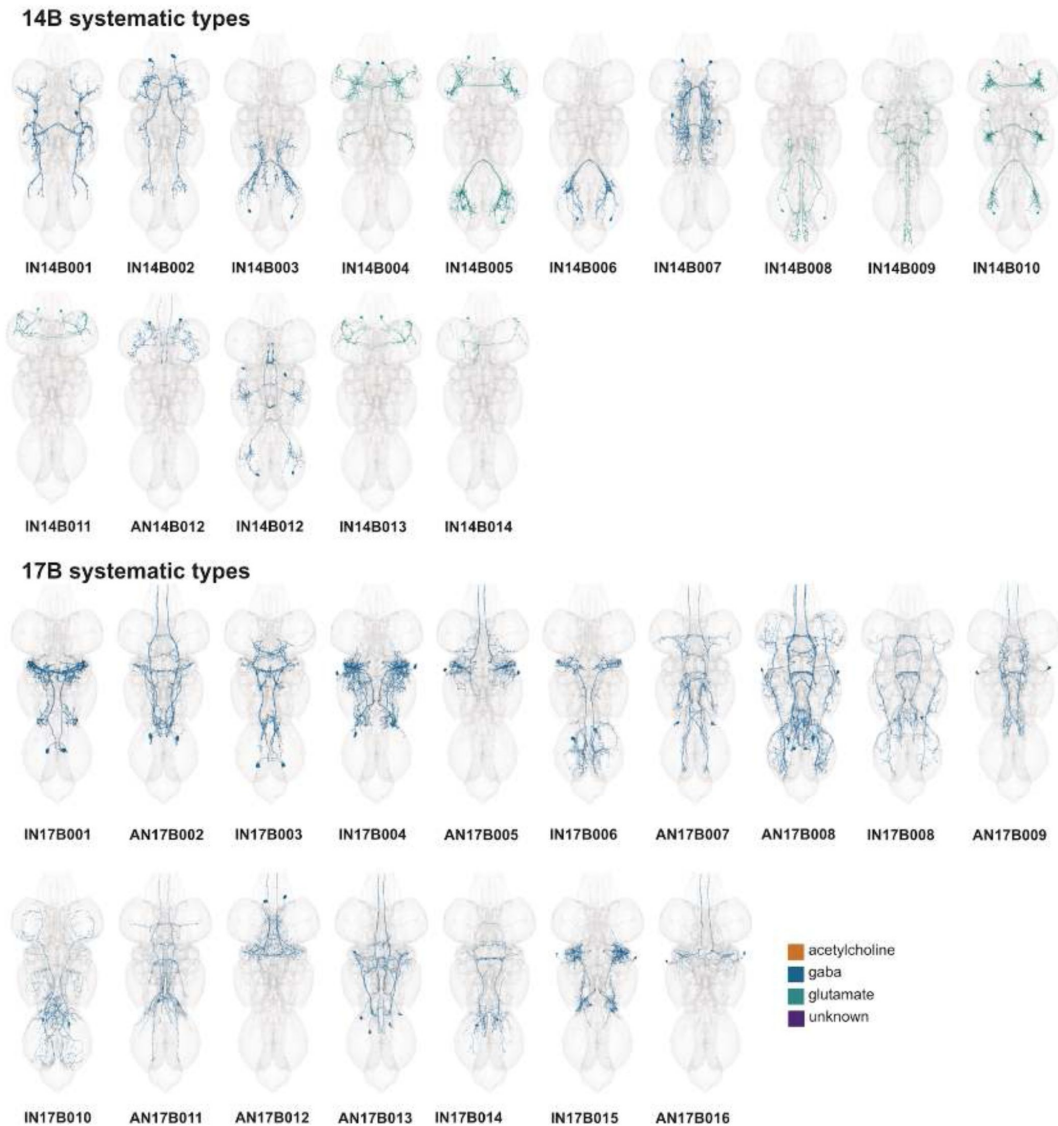 14B systematic types
IN14B001 IN14B002 IN14B003 IN14B004 IN14B005 IN14B006 IN14B007 IN14B008 IN14B009 IN14B010
IN14B011 AN14B012 IN14B012 IN14B013 IN14B014
17B systematic types
IN17B001 AN17B002 IN17B003 IN17B004 AN17B005 IN17B006 AN17B007 AN17B008 IN17B008 AN17B009
acetylcholine
gaba
glutamate
unknown
IN17B010 AN17B011 AN17B012 AN17B013 IN17B014 IN17B015 AN17B016